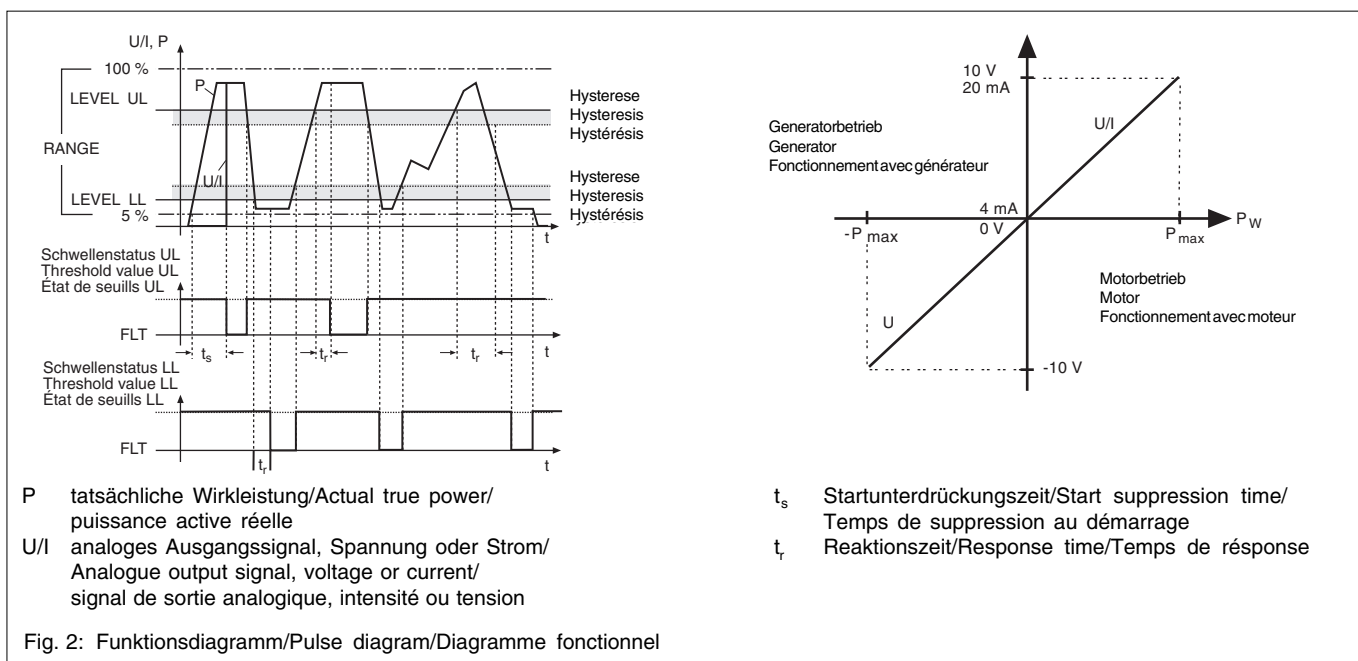 U/I, P
100 %
P
LEVEL UL
RANGE
U/I
LEVEL LL
5 %
t
Hysterese
Hysteresis
Hystérésis
Hysterese
Hysteresis
Hystérésis
Schwellenstatus UL
Threshold value UL
État de seuills UL
FLT
t
ts
tr
tr
Schwellenstatus LL
Threshold value LL
État de seuills LL
FLT
t
tr
10 V
20 mA
U/I
Generatorbetrieb
Generator
Fonctionnement avec générateur
4 mA
0 V
-P max
Pmax
PW
Motorbetrieb
Motor
Fonctionnement avec moteur
U
-10 V
P tatsächliche Wirkleistung/Actual true power/
puissance active réelle
U/I analoges Ausgangssignal, Spannung oder Strom/
Analogue output signal, voltage or current/
signal de sortie analogique, intensité ou tension
ts Startunterdrückungszeit/Start suppression time/
Temps de suppression au démarrage
tr Reaktionszeit/Response time/Temps de résponse
Fig. 2: Funktionsdiagramm/Pulse diagram/Diagramme fonctionnel